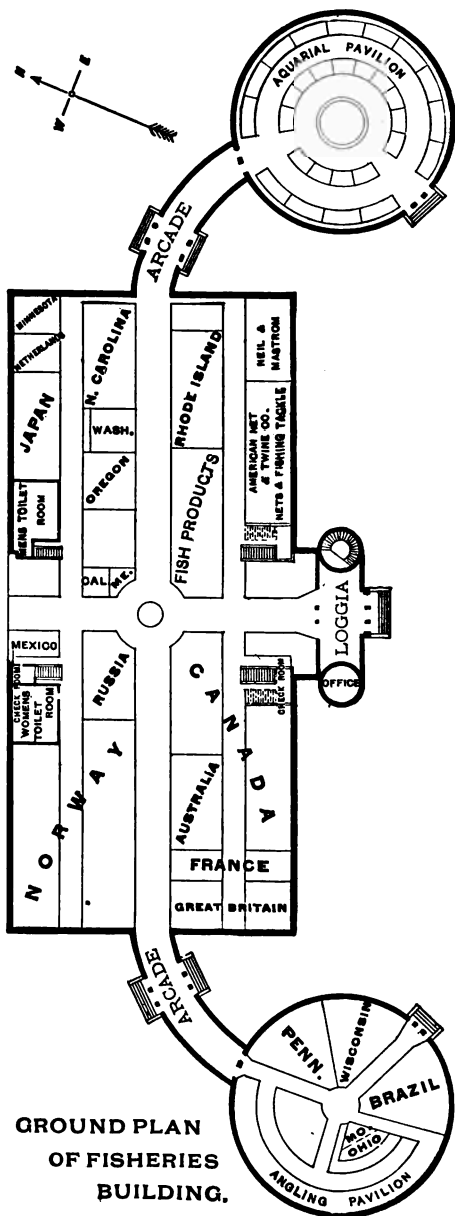 N
E
W
AQUARIAL PAVILION
ARCADE
MINNESOTA
NETHERLANDS
JAPAN
MENS TOILET
ROOM
N. CAROLINA
WASH.
OREGON
CAL.
ME.
RHODE ISLAND
FISH PRODUCTS
NEIL &
MASTROM
AMERICAN NET
& TWINE CO.
NETS & FISHING TACKLE
LOGGIA
OFFICE
CHECK ROOM
MEXICO
CHECK ROOM
WOMENS
TOILET
ROOM
RUSSIA
NORWAY
CANADA
AUSTRALIA
FRANCE
GREAT BRITAIN
ARCADE
PENN.
WISCONSIN
BRAZIL
MO.
OHIO
ANGLING PAVILION
GROUND PLAN
OF FISHERIES
BUILDING.